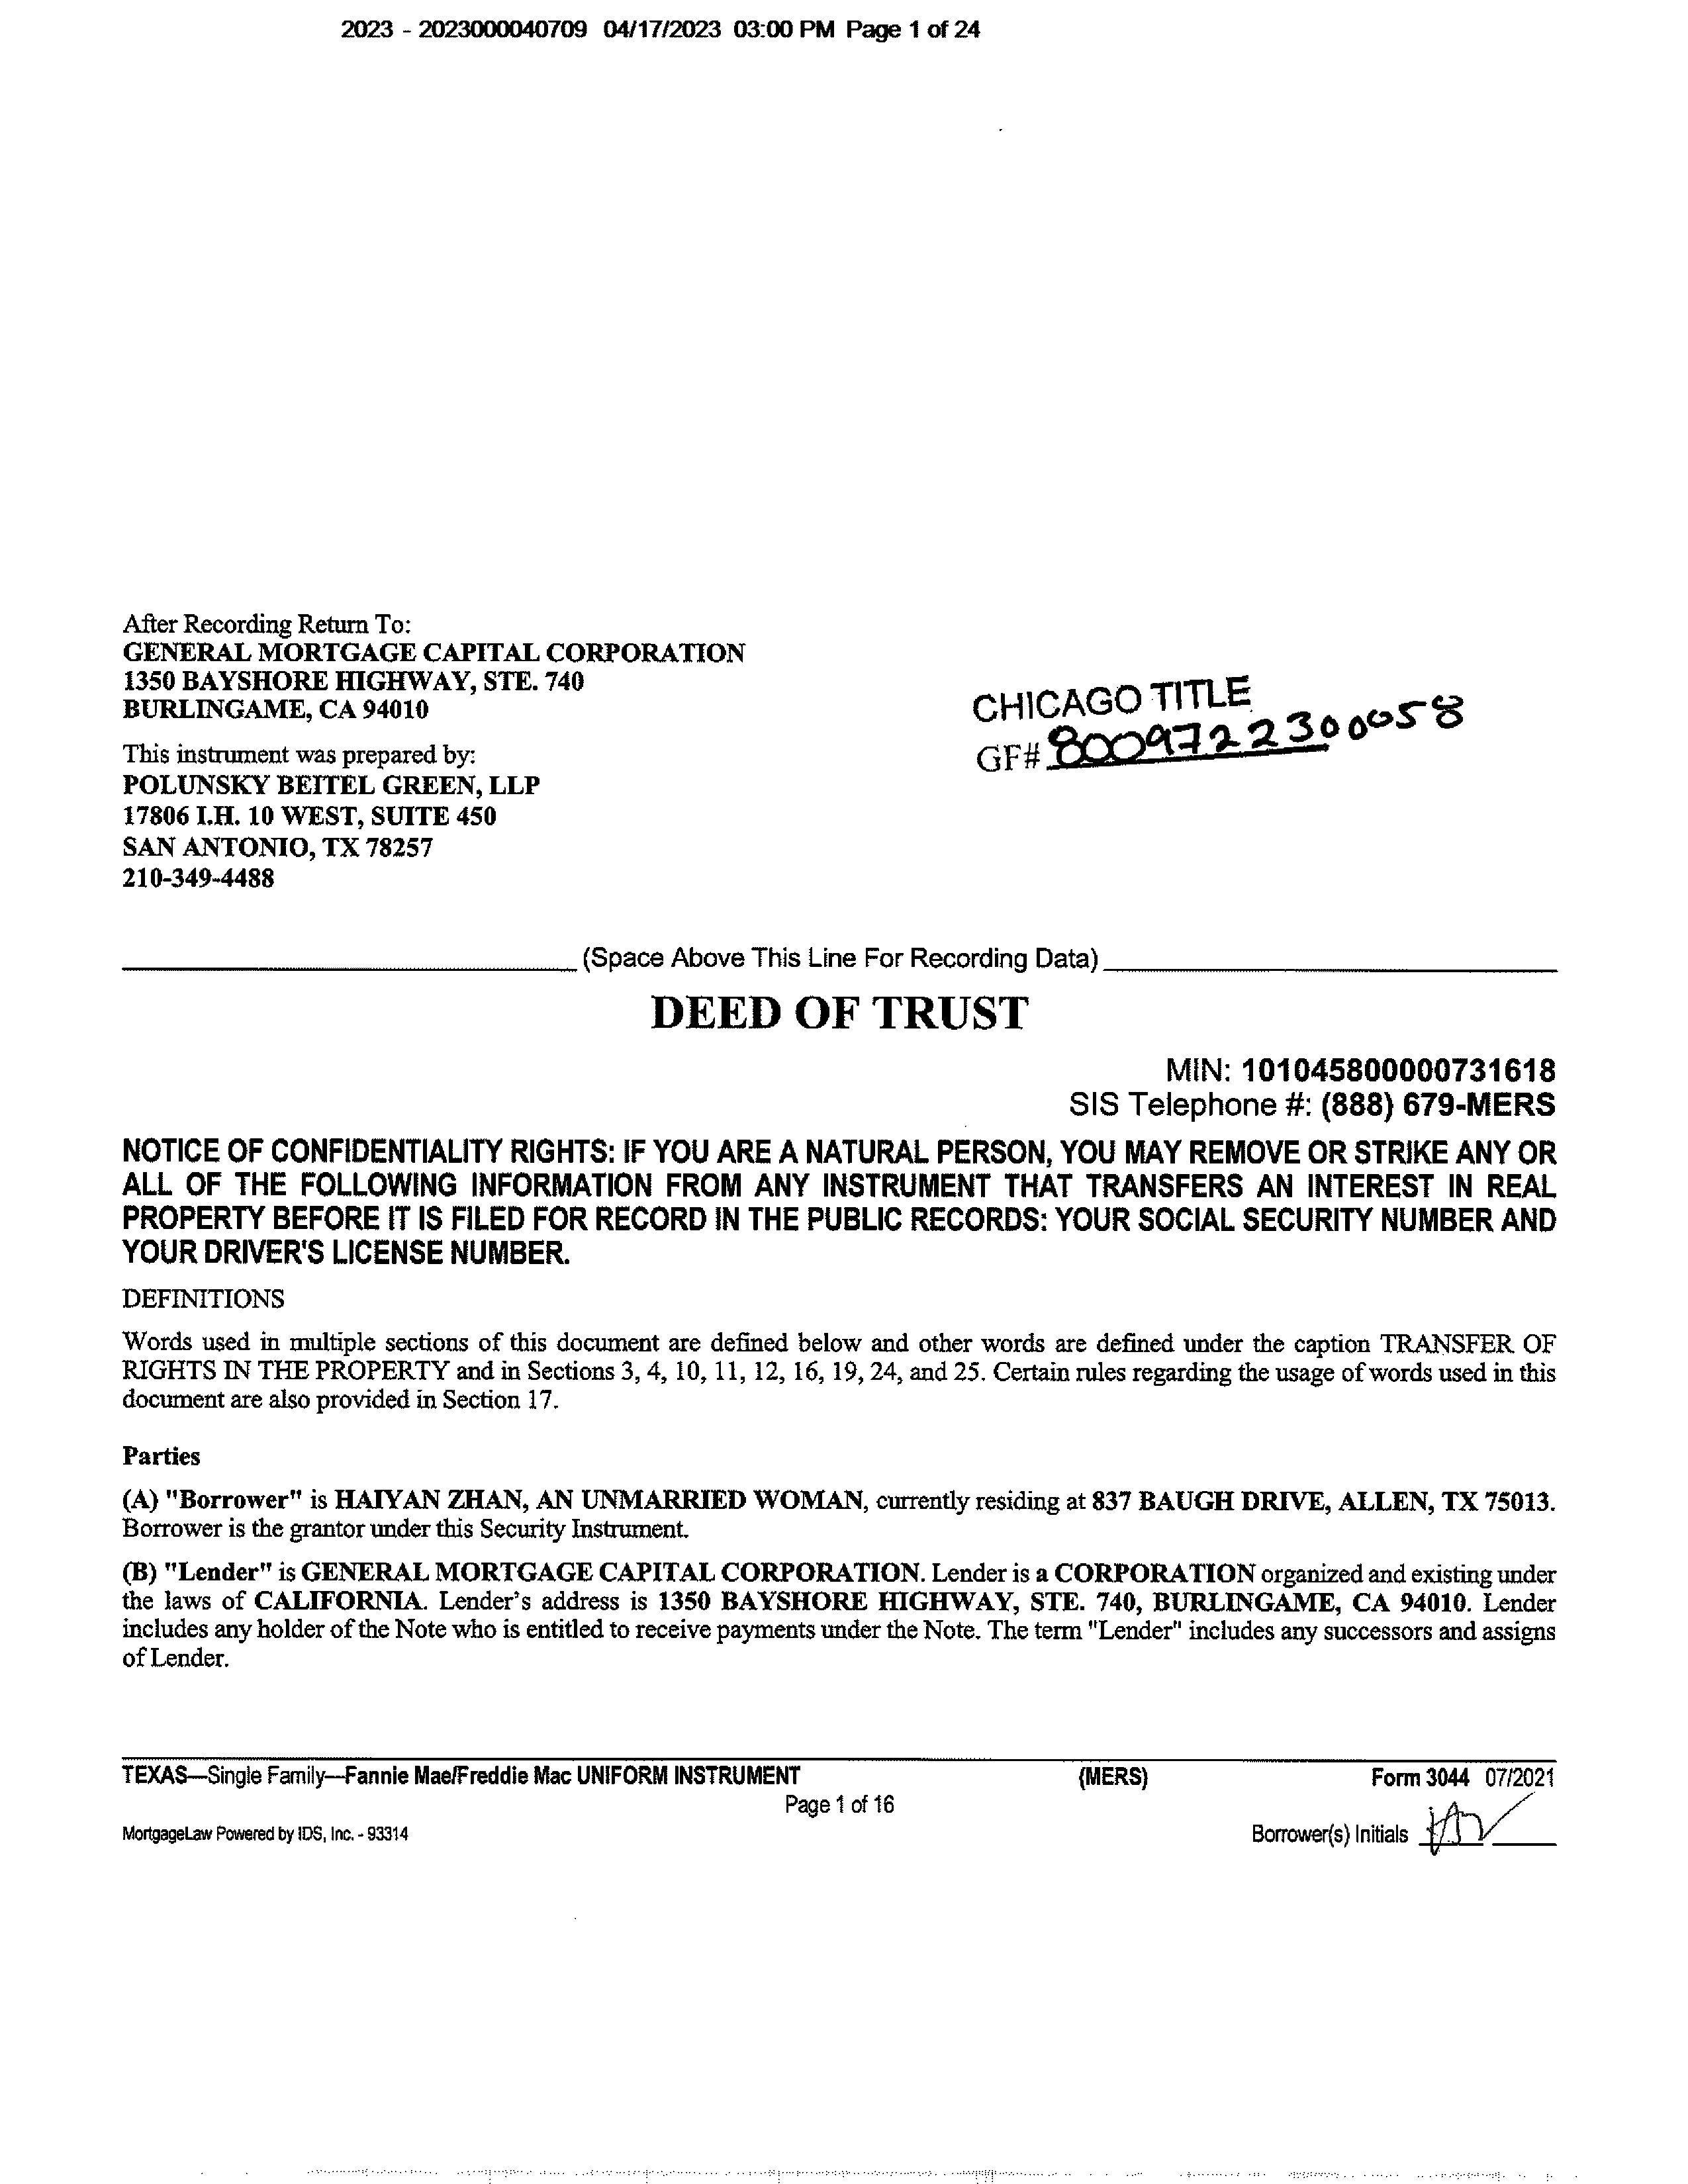 2023 - 2023000040709 04/17/2023 03:00 PM Page 1 of 24
After Recording Return To:
GENERAL MORTGAGE CAPITAL CORPORATION
1350 BAYSHORE HIGHWAY, STE. 740
BURLINGAME, CA 94010
CHICAGO TITLE
GF# 8009722300058
This instrument was prepared by:
POLUNSKY BEITEL GREEN, LLP
17806 I.H. 10 WEST, SUITE 450
SAN ANTONIO, TX 78257
210-349-4488
(Space Above This Line For Recording Data)
DEED OF TRUST
MIN: 101045800000731618
SIS Telephone #: (888) 679-MERS
NOTICE OF CONFIDENTIALITY RIGHTS: IF YOU ARE A NATURAL PERSON, YOU MAY REMOVE OR STRIKE ANY OR
ALL OF THE FOLLOWING INFORMATION FROM ANY INSTRUMENT THAT TRANSFERS AN INTEREST IN REAL
PROPERTY BEFORE IT IS FILED FOR RECORD IN THE PUBLIC RECORDS: YOUR SOCIAL SECURITY NUMBER AND
YOUR DRIVER'S LICENSE NUMBER.
DEFINITIONS
Words used in multiple sections of this document are defined below and other words are defined under the caption TRANSFER OF
RIGHTS IN THE PROPERTY and in Sections 3, 4, 10, 11, 12, 16, 19, 24, and 25. Certain rules regarding the usage of words used in this
document are also provided in Section 17.
Parties
(A) "Borrower" is HAIYAN ZHAN, AN UNMARRIED WOMAN, currently residing at 837 BAUGH DRIVE, ALLEN, TX 75013.
Borrower is the grantor under this Security Instrument.
(B) "Lender" is GENERAL MORTGAGE CAPITAL CORPORATION. Lender is a CORPORATION organized and existing under
the laws of CALIFORNIA. Lender's address is 1350 BAYSHORE HIGHWAY, STE. 740, BURLINGAME, CA 94010. Lender
includes any holder of the Note who is entitled to receive payments under the Note. The term "Lender" includes any successors and assigns
of Lender.
TEXAS—Single Family—Fannie Mae/Freddie Mac UNIFORM INSTRUMENT (MERS) Form 3044 07/2021
Page 1 of 16
MortgageLaw Powered by IDS, Inc. - 93314 Borrower(s) Initials